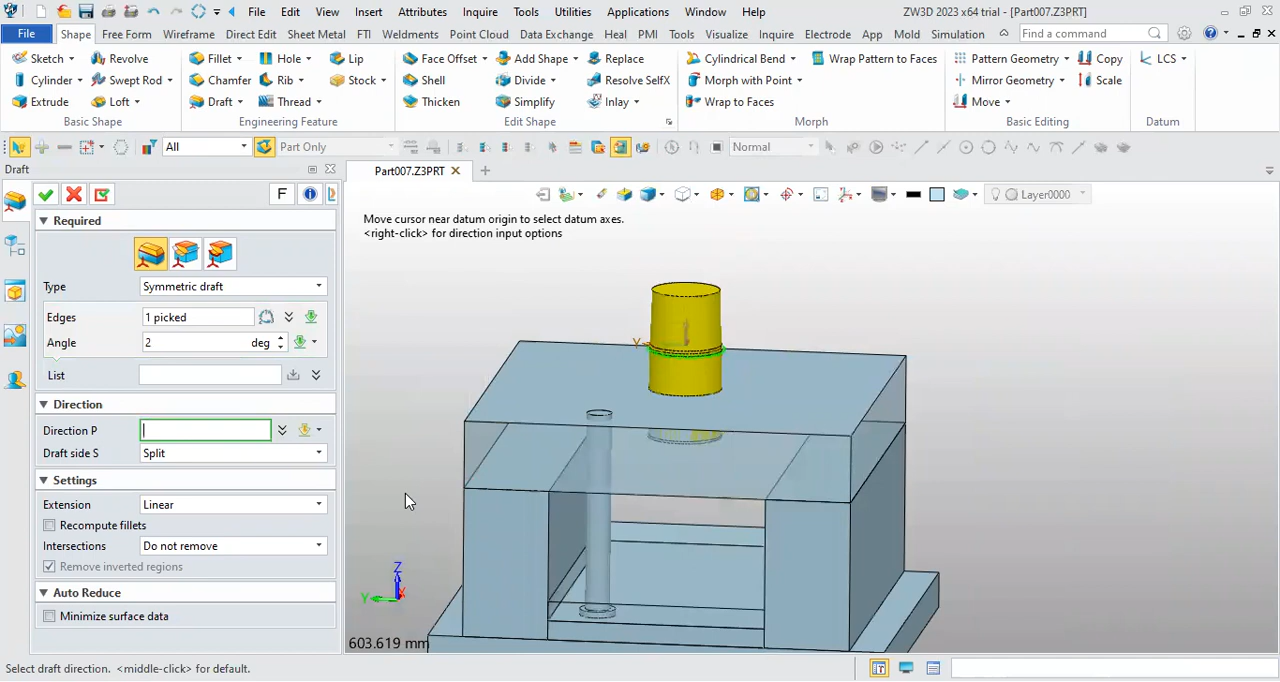 File Edit View Insert Attributes Inquire Tools Utilities Applications Window Help ZW3D 2023 x64 trial - [Part007.Z3PRT]
File Shape Free Form Wireframe Direct Edit Sheet Metal FTI Weldments Point Cloud Data Exchange Heal PMI Tools Visualize Inquire Electrode App Mold Simulation Find a command
Sketch Revolve Fillet Hole Lip Face Offset Add Shape Replace Cylindrical Bend Wrap Pattern to Faces Pattern Geometry Copy LCS
Cylinder Swept Rod Chamfer Rib Stock Shell Divide Resolve SelfX Morph with Point Mirror Geometry Scale
Extrude Loft Draft Thread Thicken Simplify Inlay Wrap to Faces Move
Basic Shape Engineering Feature Edit Shape Morph Basic Editing Datum
All Part Only Normal
Draft Part007.Z3PRT
F Layer0000
Required
Move cursor near datum origin to select datum axes.
<right-click> for direction input options
Type Symmetric draft
Edges 1 picked
Angle 2 deg
List
Direction
Direction P
Draft side S Split
Settings
Extension Linear
Recompute fillets
Intersections Do not remove
Remove inverted regions
Auto Reduce
Minimize surface data
Y
Z
Y X
603.619 mm
Select draft direction. <middle-click> for default.